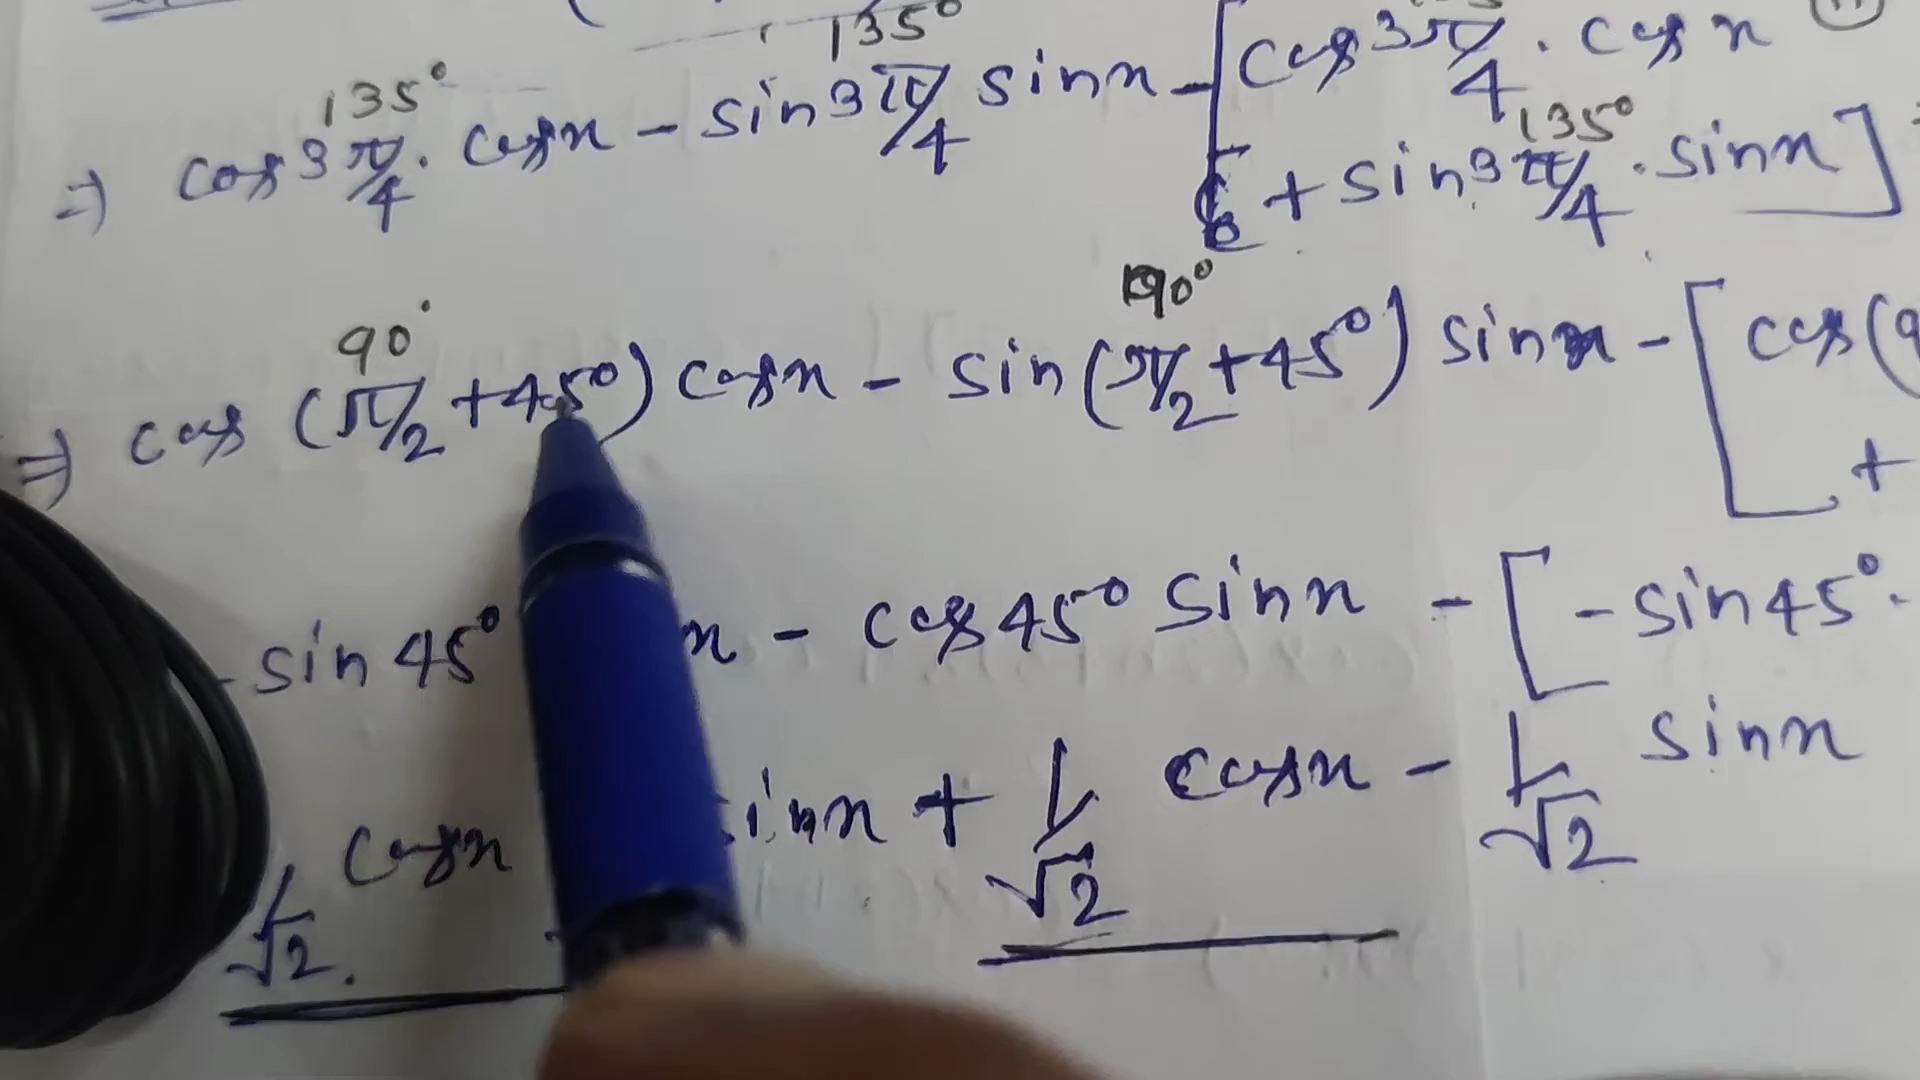 135° 135°
=> cos 3π/4 . cos x - sin 3π/4 sin x - [cos 3π/4 . cos x
135°
+ sin 3π/4 . sin x]
90° 90°
=> cos (π/2 + 45°) cos x - sin (π/2 + 45°) sin x - [cos (9
+
- sin 45° x - cos 45° sin x - [- sin 45° .
1/√2 . cos x sin x + 1/√2 cos x - 1/√2 sin x